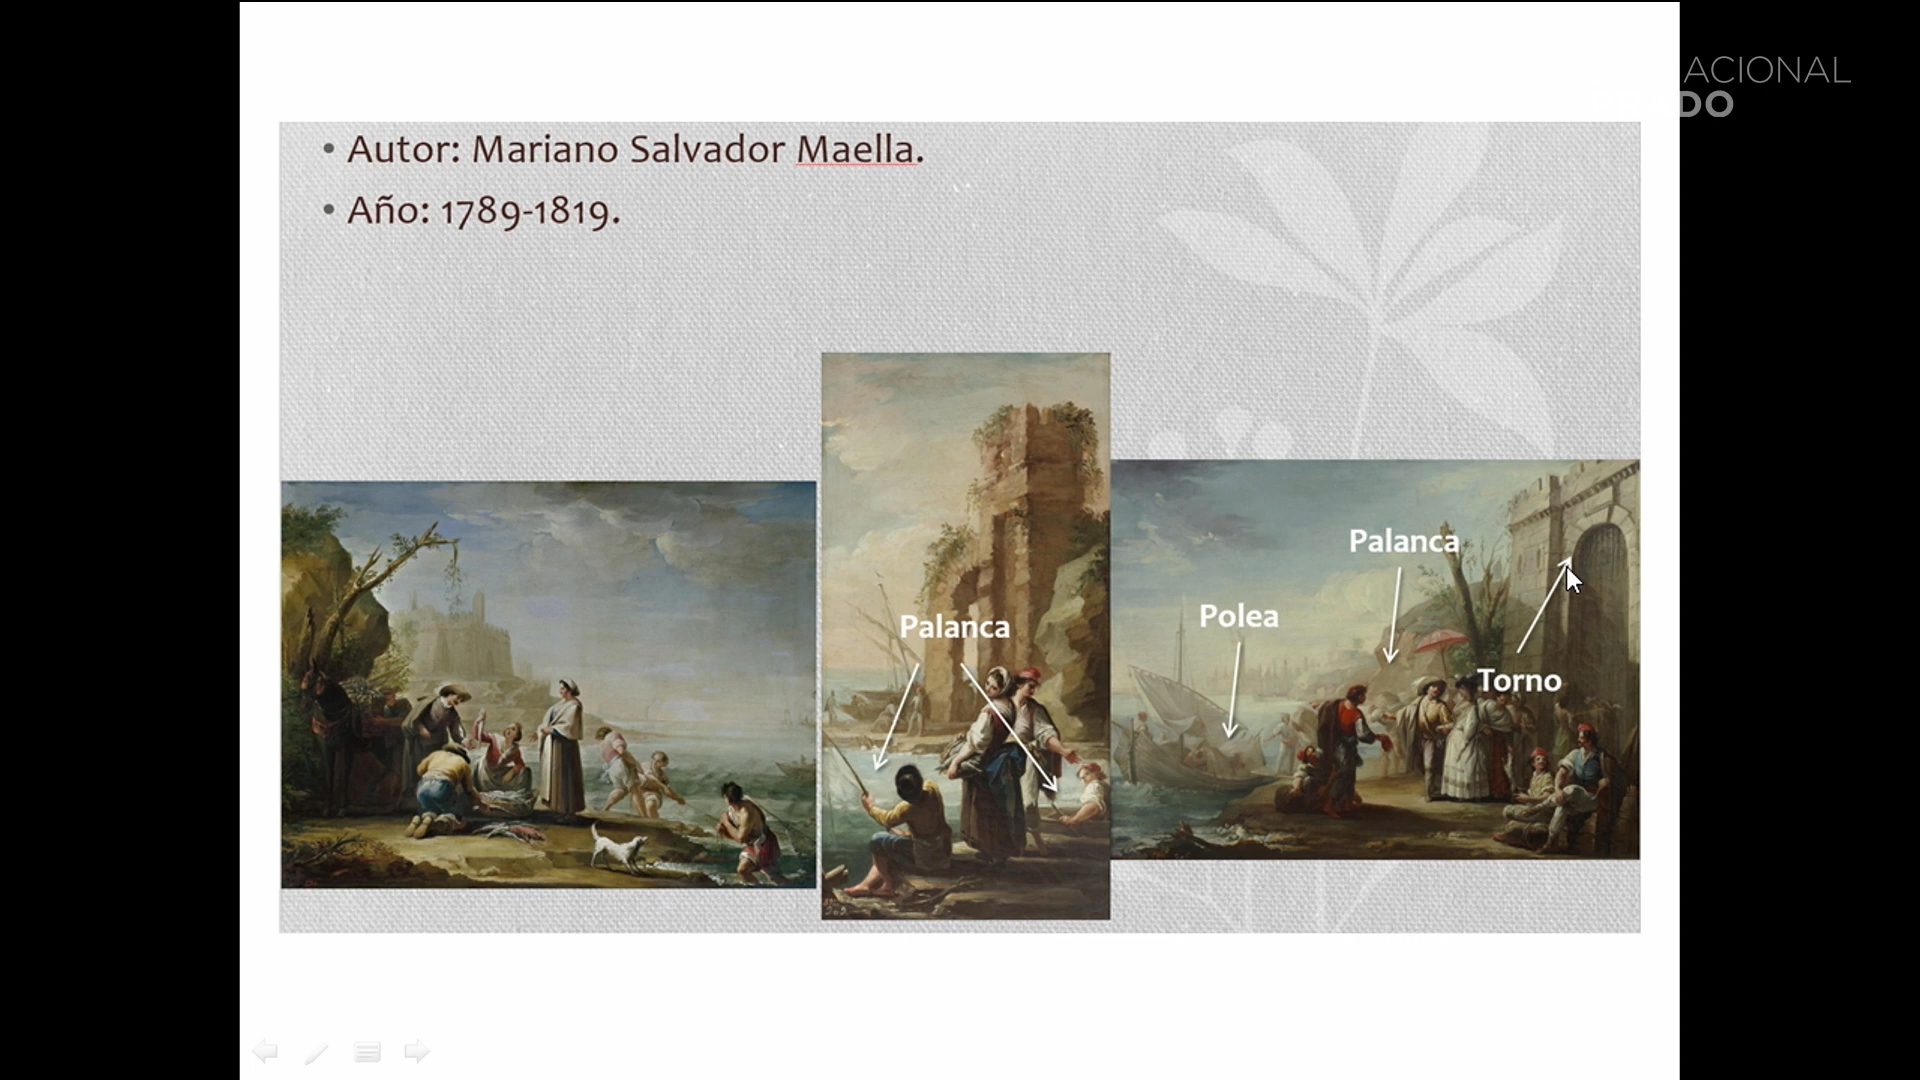 ACIONAL
DO
• Autor: Mariano Salvador Maella.
• Año: 1789-1819.
Palanca
Palanca
Polea
Torno